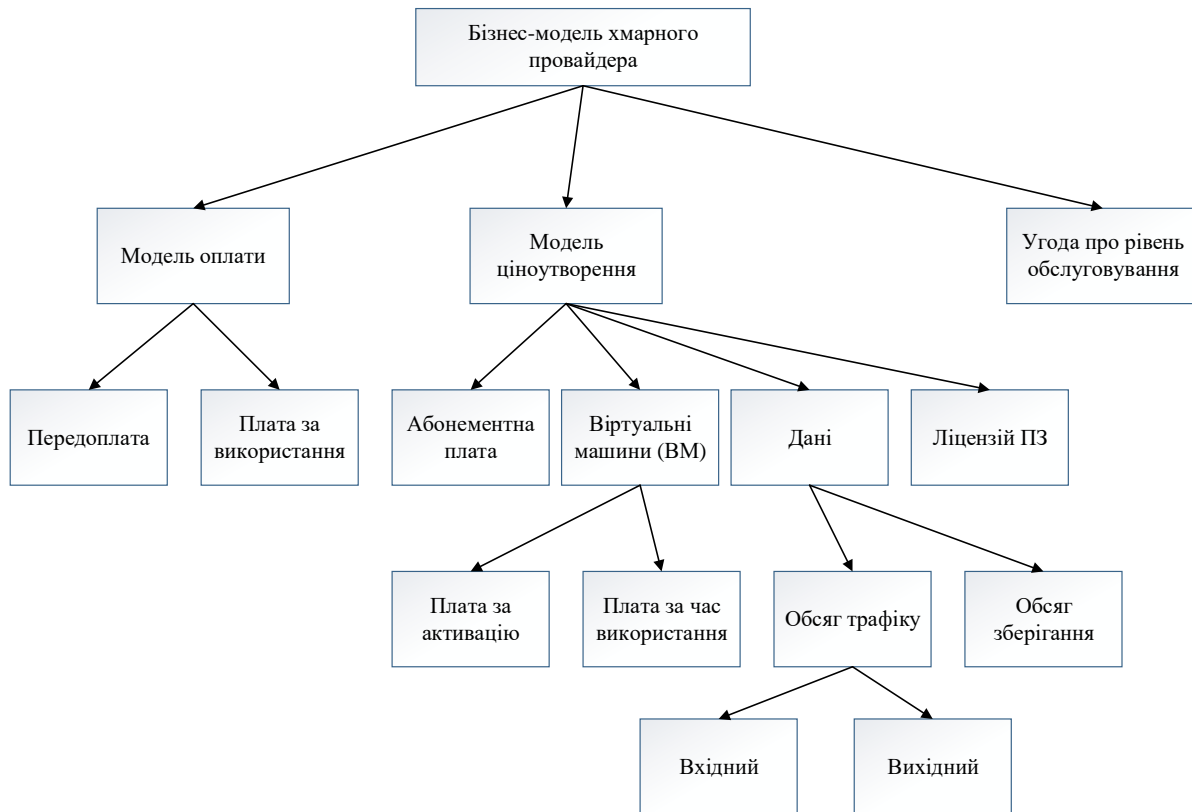 Бізнес-модель хмарного
провайдера
Модель оплати
Модель
ціноутворення
Угода про рівень
обслуговування
Передоплата
Плата за
використання
Абонементна
плата
Віртуальні
машини (ВМ)
Дані
Ліцензій ПЗ
Плата за
активацію
Плата за час
використання
Обсяг трафіку
Обсяг
зберігання
Вхідний
Вихідний